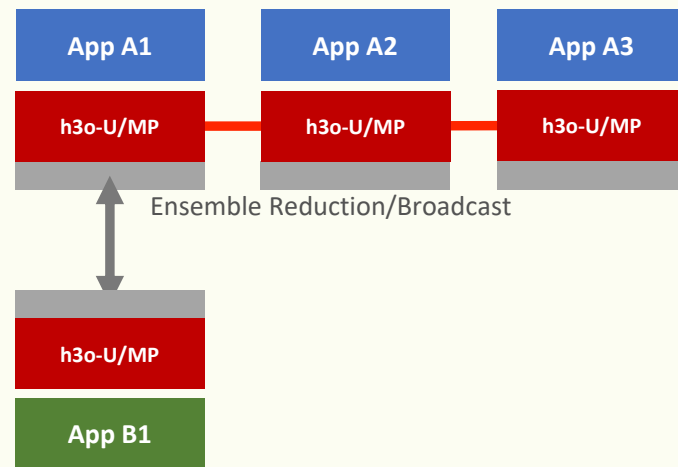 App A1
App A2
App A3
h3o-U/MP
h3o-U/MP
h3o-U/MP
Ensemble Reduction/Broadcast
h3o-U/MP
App B1